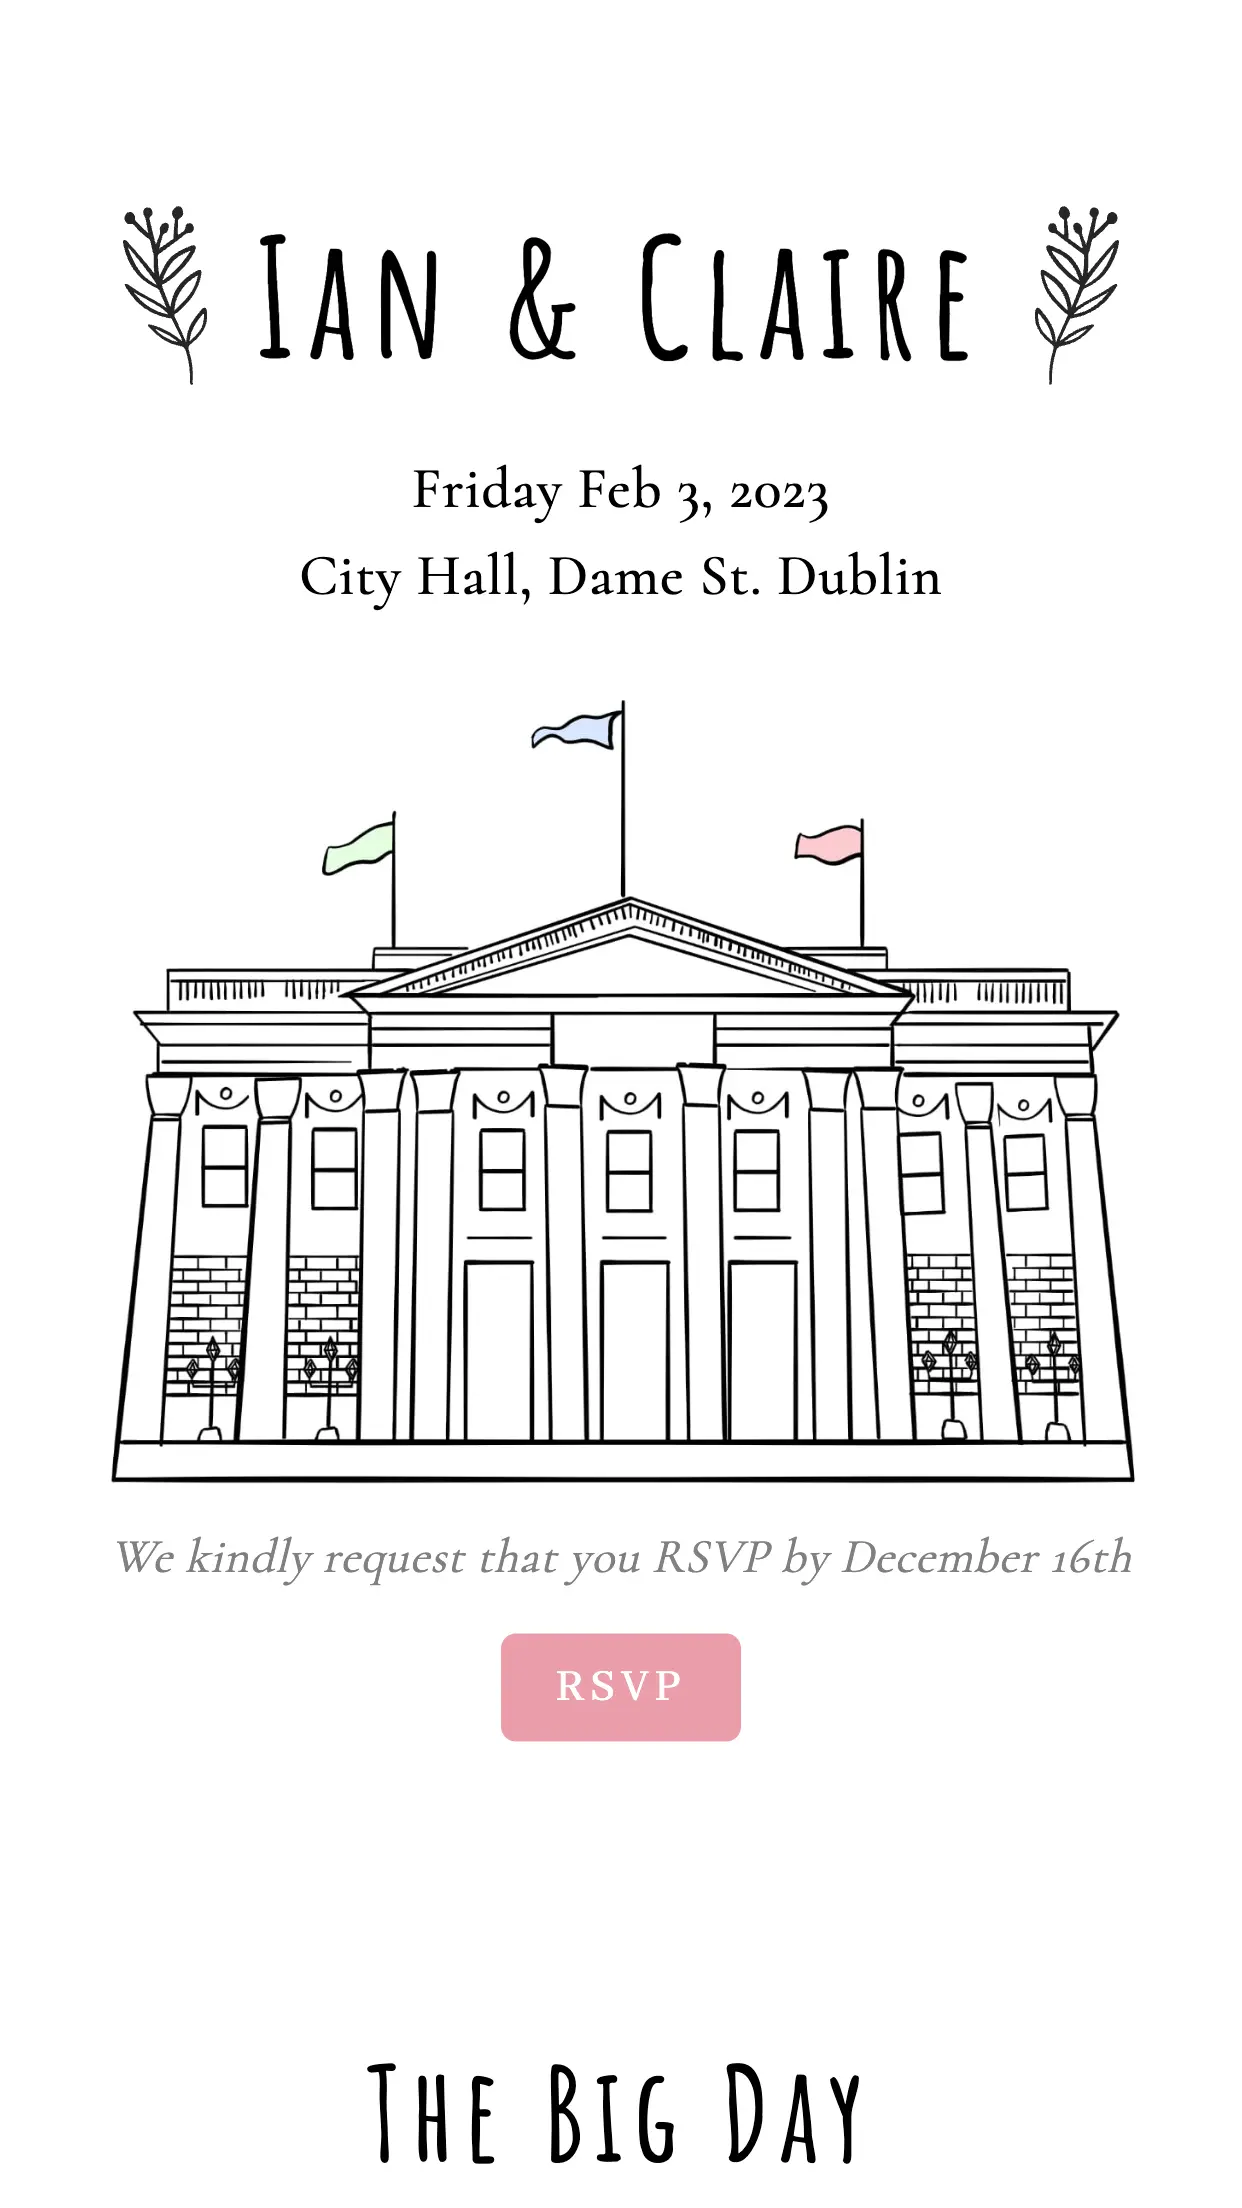 Ian & Claire
Friday Feb 3, 2023
City Hall, Dame St. Dublin
We kindly request that you RSVP by December 16th
RSVP
The Big Day